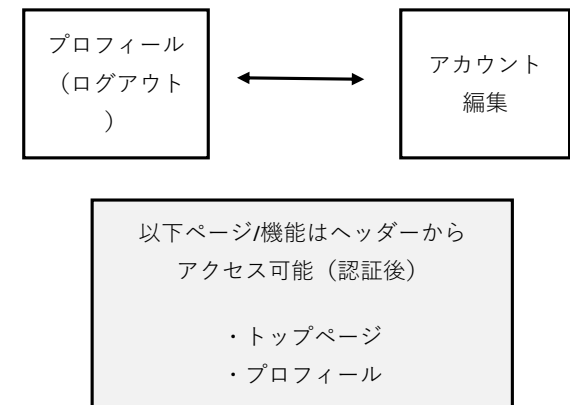 プロフィール
（ログアウト
）
アカウント
編集
以下ページ/機能はヘッダーから
アクセス可能（認証後）
・トップページ
・プロフィール